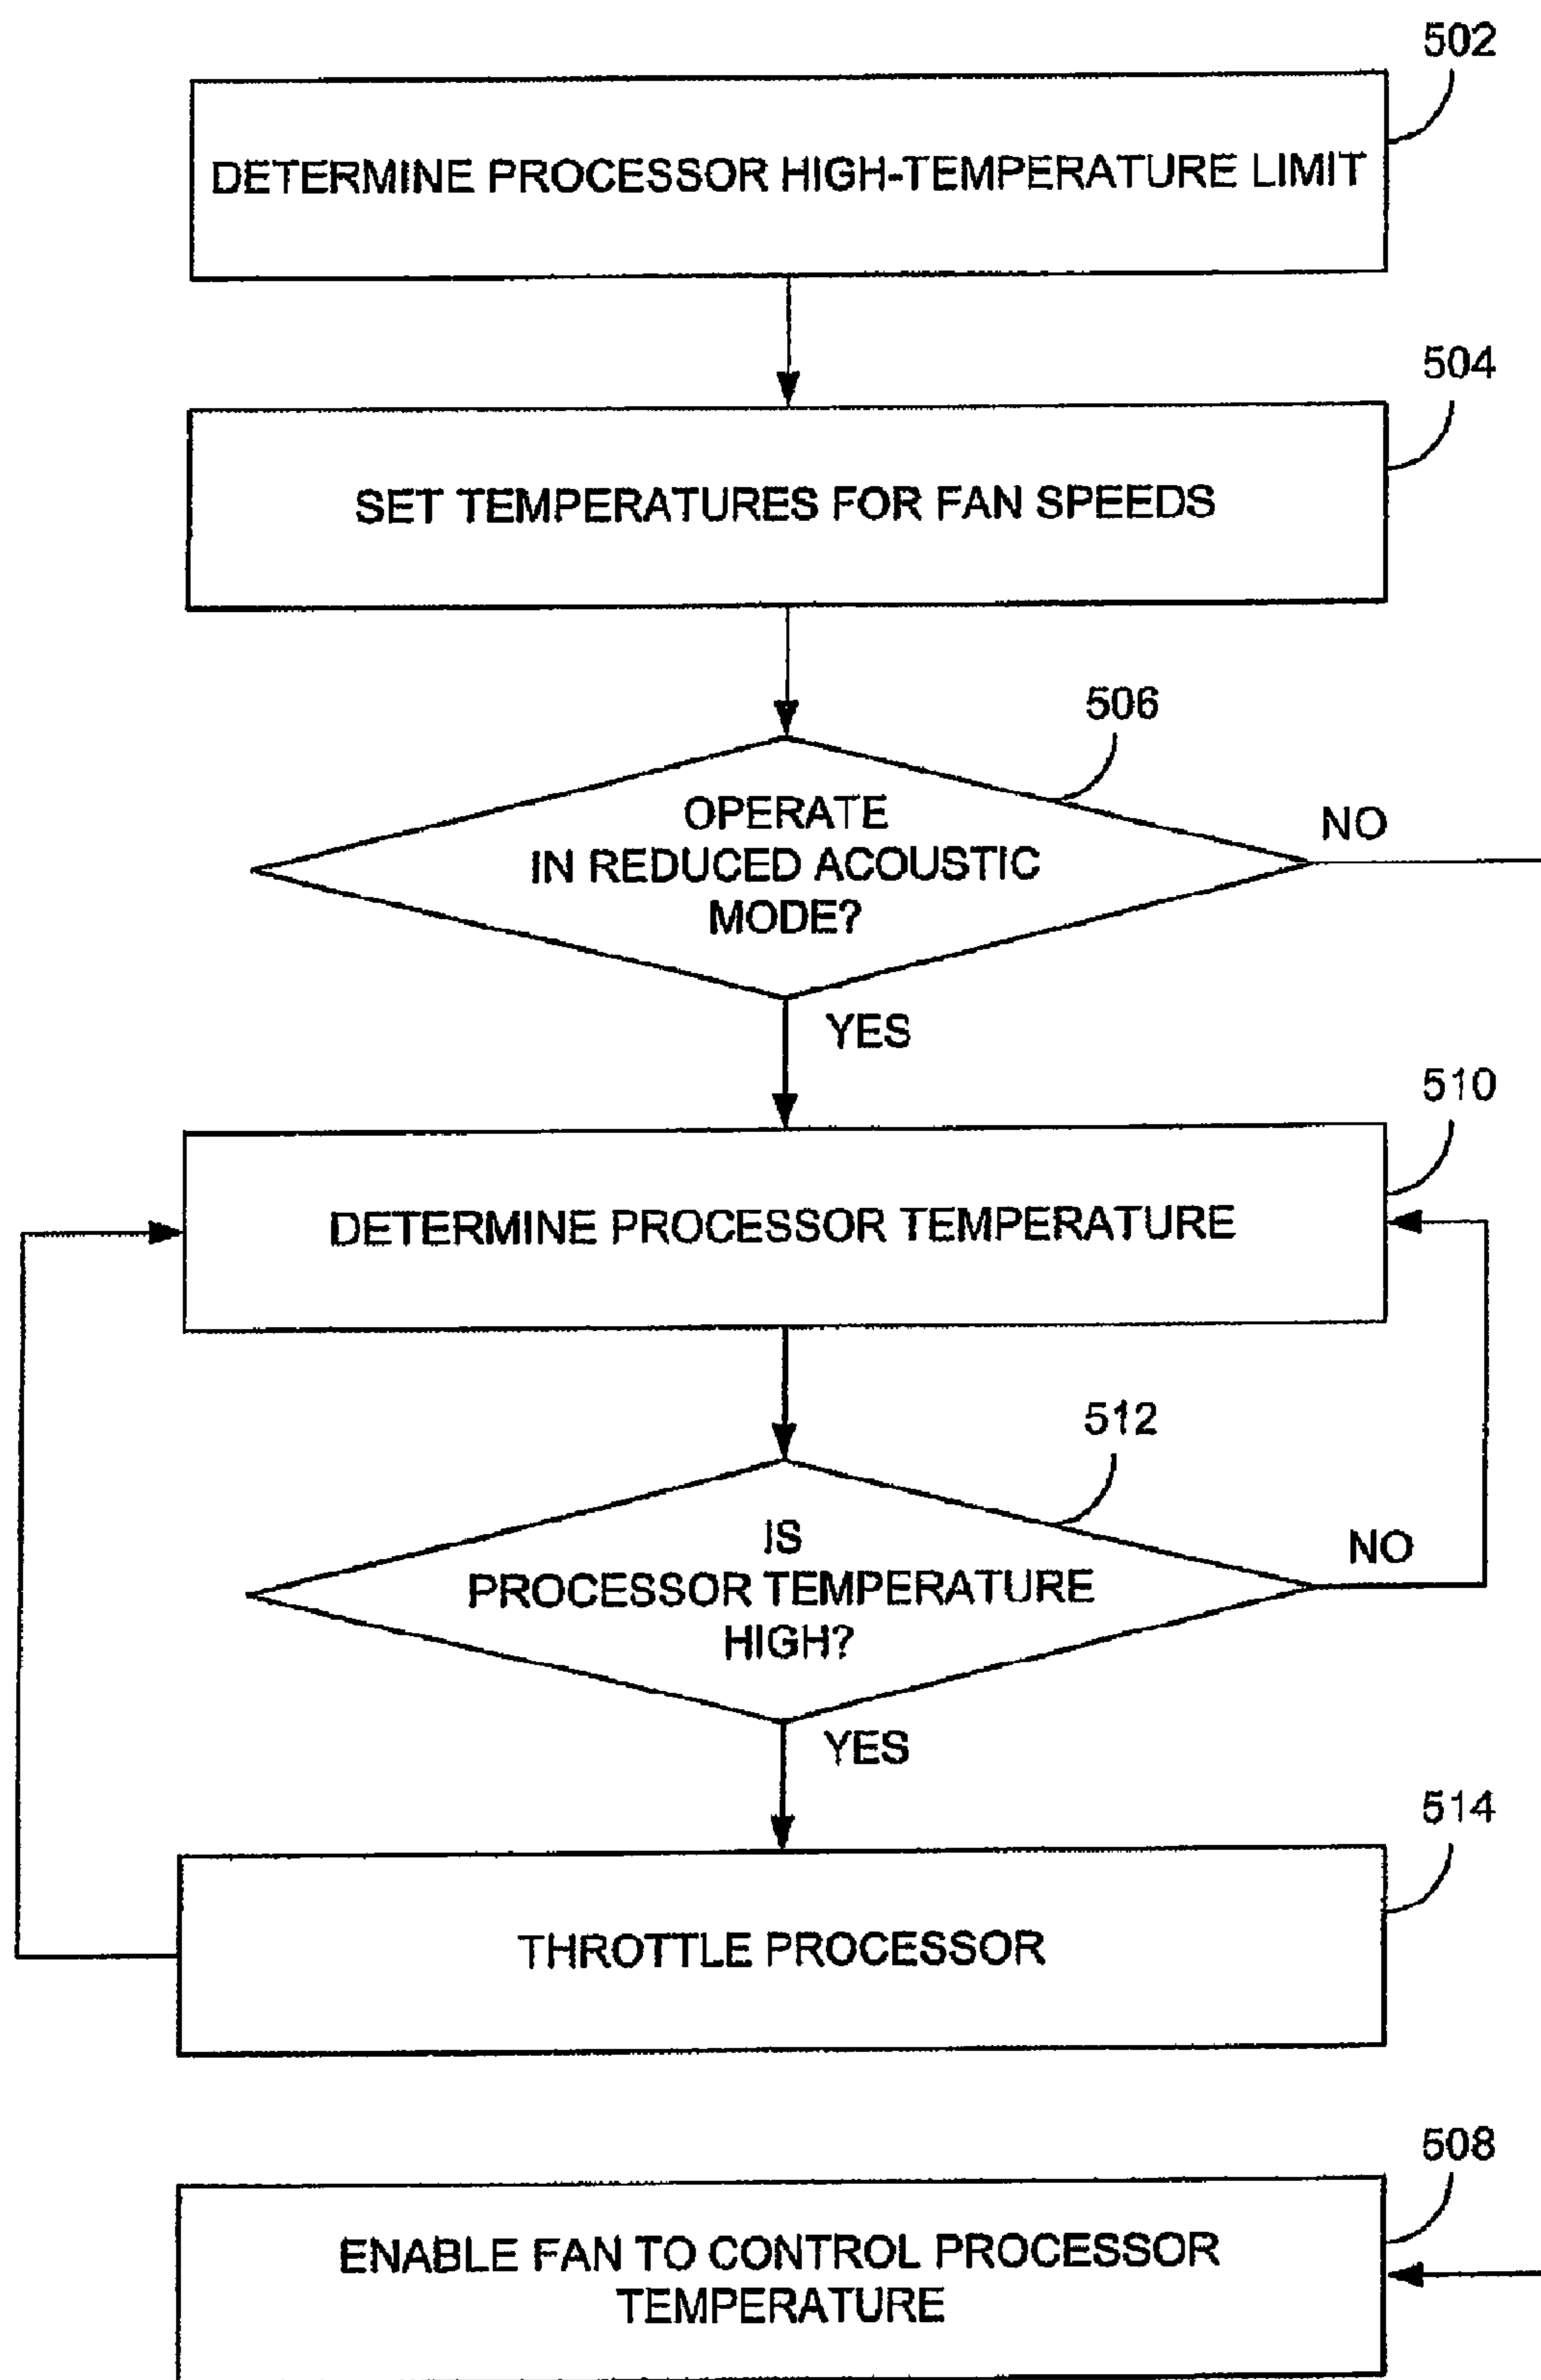 502
DETERMINE PROCESSOR HIGH-TEMPERATURE LIMIT
504
SET TEMPERATURES FOR FAN SPEEDS
506
OPERATE
IN REDUCED ACOUSTIC
MODE?
NO
YES
510
DETERMINE PROCESSOR TEMPERATURE
512
IS
PROCESSOR TEMPERATURE
HIGH?
NO
YES
514
THROTTLE PROCESSOR
508
ENABLE FAN TO CONTROL PROCESSOR
TEMPERATURE